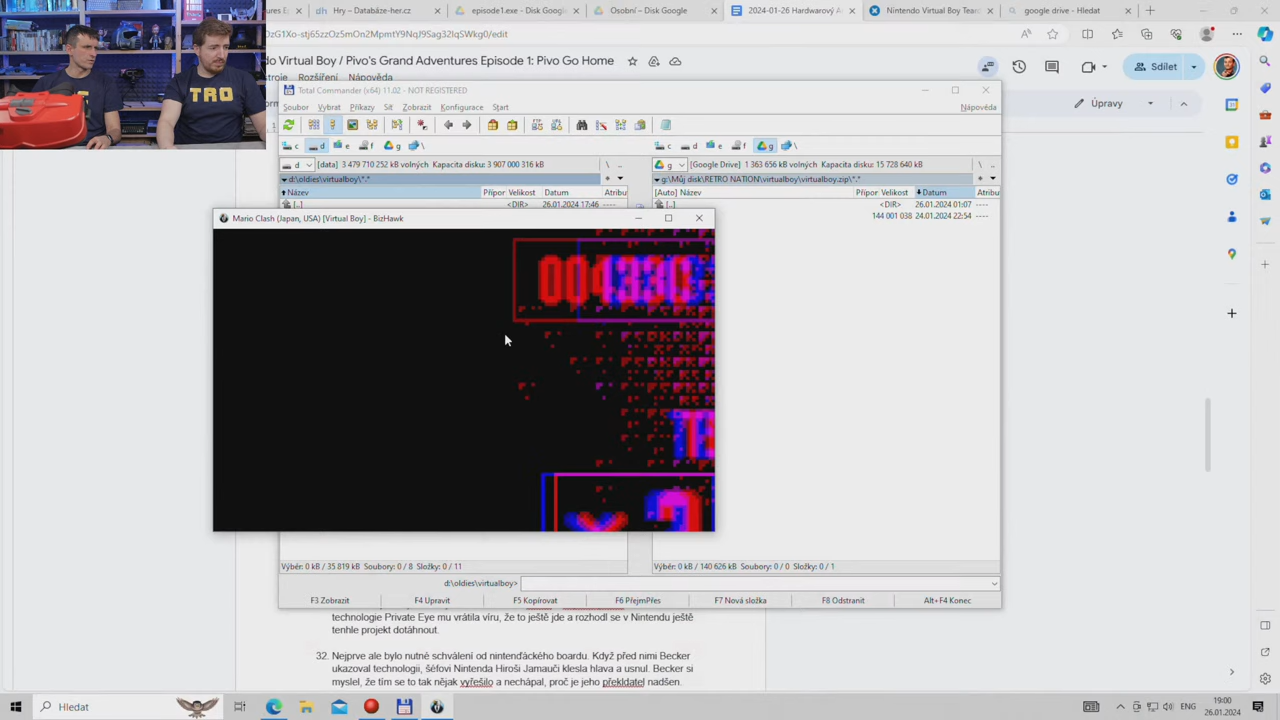 ures E
Hry – Databáze-her.cz
episode1.exe – Disk Goog
Osobní – Disk Google
2024-01-26 Hardwarový A
Nintendo Virtual Boy Teard
google drive - Hledat
TRO
do Virtual Boy / Pivo's Grand Adventures Episode 1: Pivo Go Home
stroje Rozšíření Nápověda
Sdílet
Úpravy
Total Commander (x64) 11.02 - NOT REGISTERED
Soubor Vybrat Příkazy Síť Zobrazit Konfigurace Start
Nápověda
c d e f g \
c d e f g \
d [data] 3 479 710 252 kB volných Kapacita disku: 3 907 000 316 kB \ ..
g [Google Drive] 1 363 656 kB volných Kapacita disku: 15 728 640 kB \ ..
d:\oldies\virtualboy\*.*
g:\Můj disk\RETRO NATION\virtualboy\virtualboy.zip\*.*
Název Přípor Velikost Datum Atribut
[Auto] Název Přípor Velikost Datum Atribut
[..] <DIR> 26.01.2024 17:46 ----
[..] <DIR> 26.01.2024 01:07 ----
144 001 038 24.01.2024 22:54 ----
Mario Clash (Japan, USA) [Virtual Boy] - BizHawk
Výběr: 0 kB / 35 819 kB Soubory: 0 / 8 Složky: 0 / 11
Výběr: 0 kB / 140 626 kB Soubory: 0 / 0 Složky: 0 / 1
d:\oldies\virtualboy>
F3 Zobrazit F4 Upravit F5 Kopírovat F6 PřejmPřes F7 Nová složka F8 Odstranit Alt+F4 Konec
technologie Private Eye mu vrátila víru, že to ještě jde a rozhodl se v Nintendu ještě
tenhle projekt dotáhnout.
32. Nejprve ale bylo nutné schválení od nintenďáckého boardu. Když před nimi Becker
ukazoval technologii, šéfovi Nintenda Hiroši Jamauči klesla hlava a usnul. Becker si
myslel, že tím se to tak nějak vyřešilo a nechápal, proč je jeho překldatel nadšen.
Hledat
ENG
19:00
26.01.2024